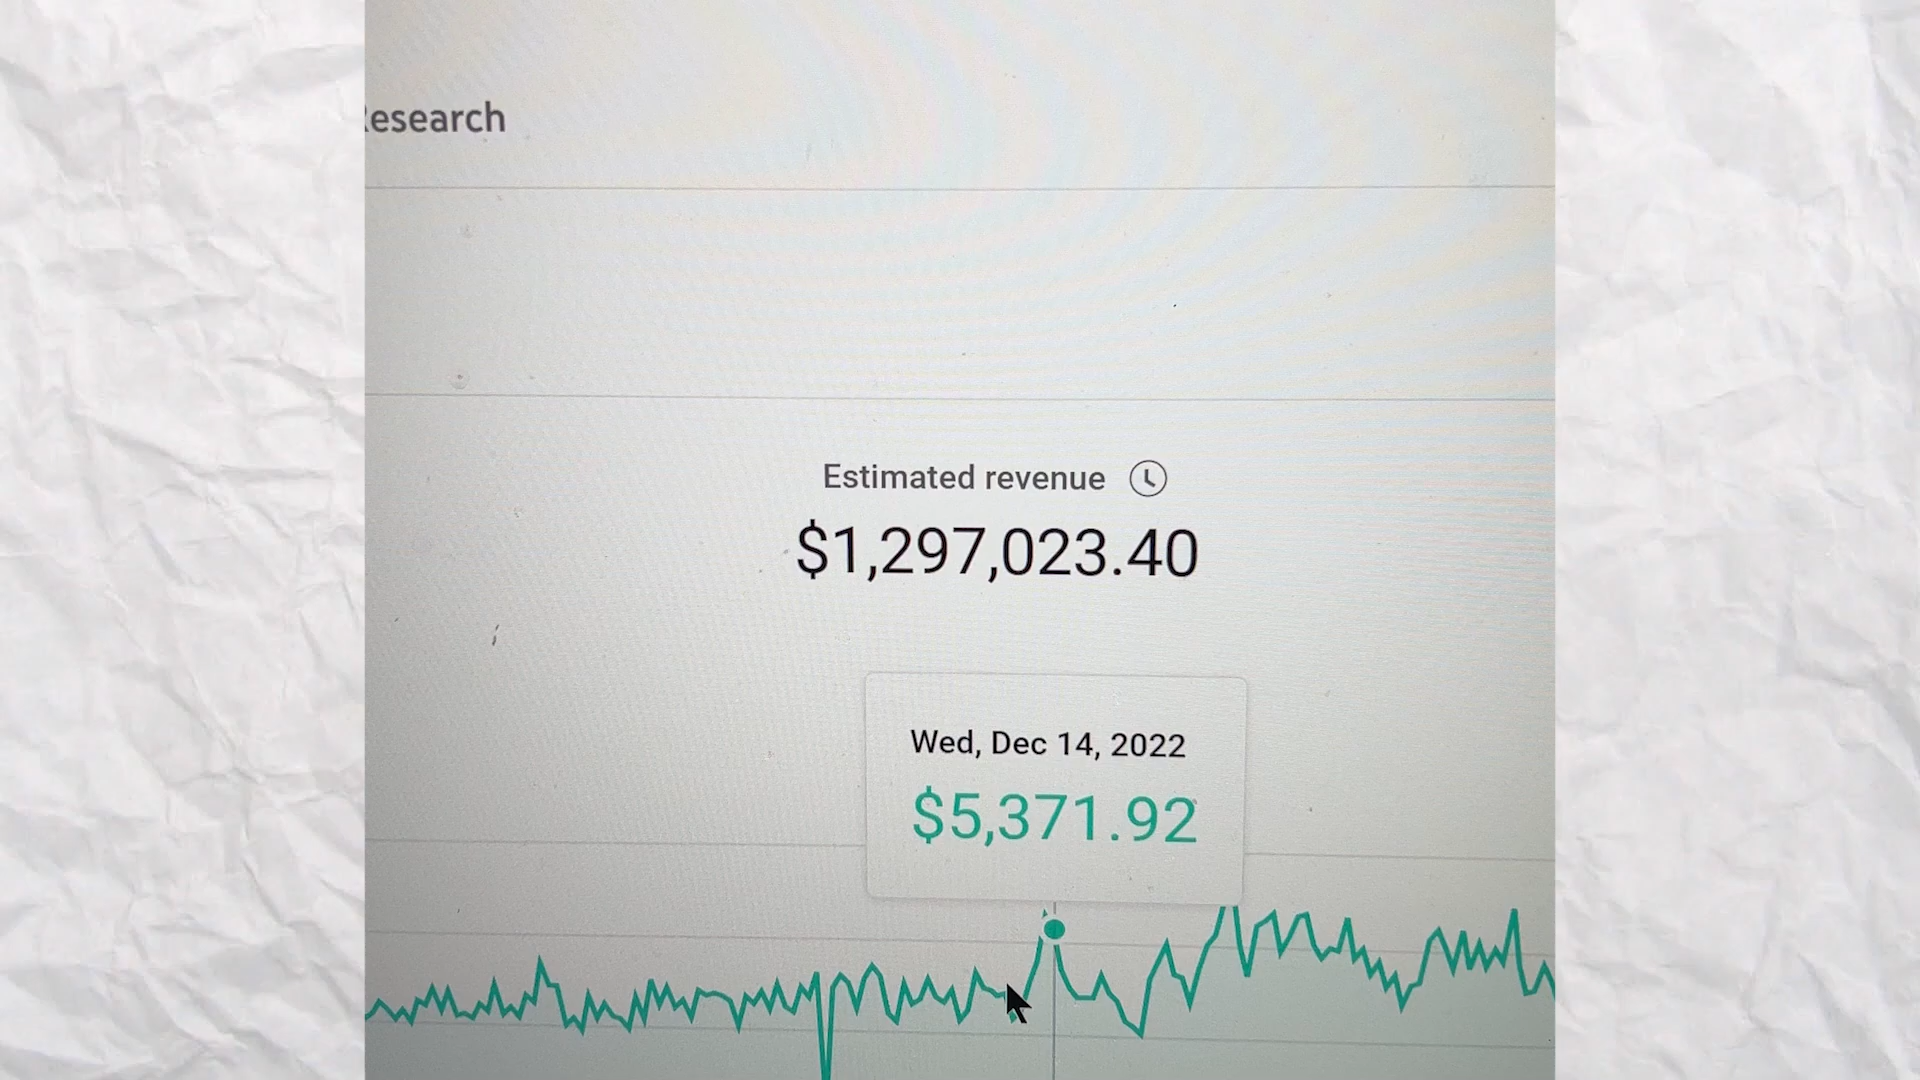 esearch
Estimated revenue
$1,297,023.40
Wed, Dec 14, 2022
$5,371.92